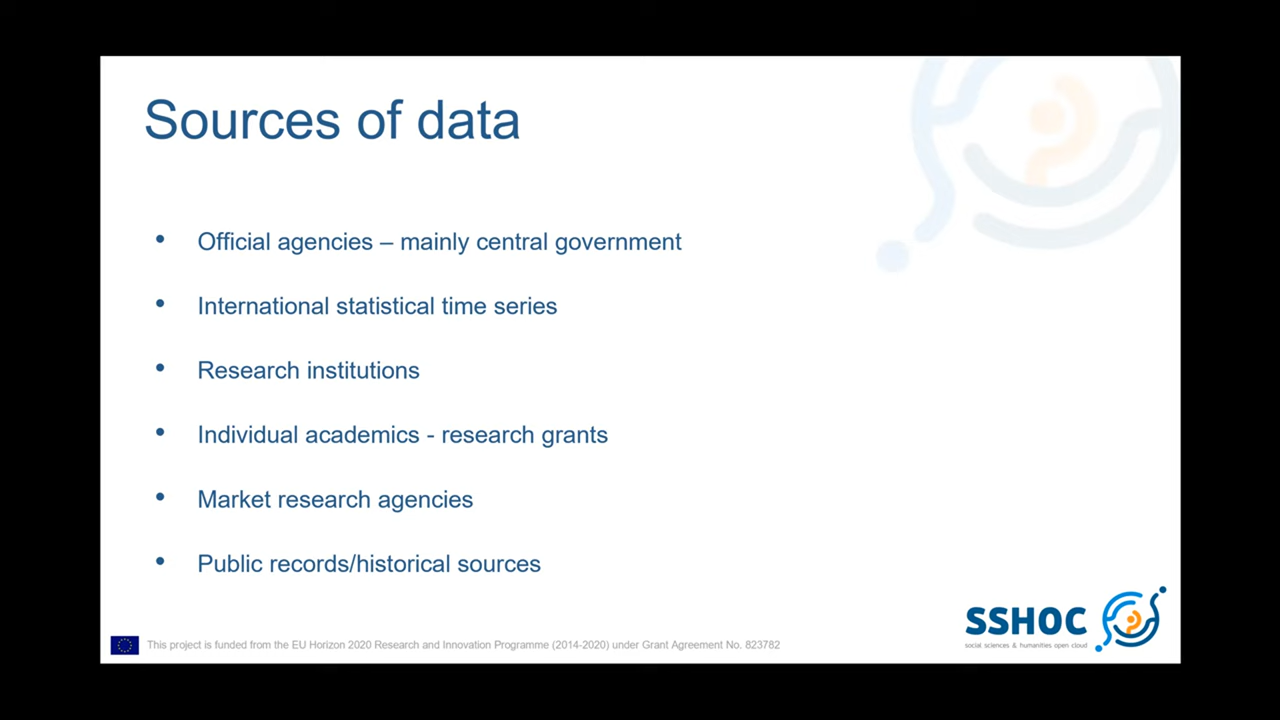 Sources of data
• Official agencies – mainly central government
• International statistical time series
• Research institutions
• Individual academics - research grants
• Market research agencies
• Public records/historical sources
This project is funded from the EU Horizon 2020 Research and Innovation Programme (2014-2020) under Grant Agreement No. 823782
SSHOC
social sciences & humanities open cloud